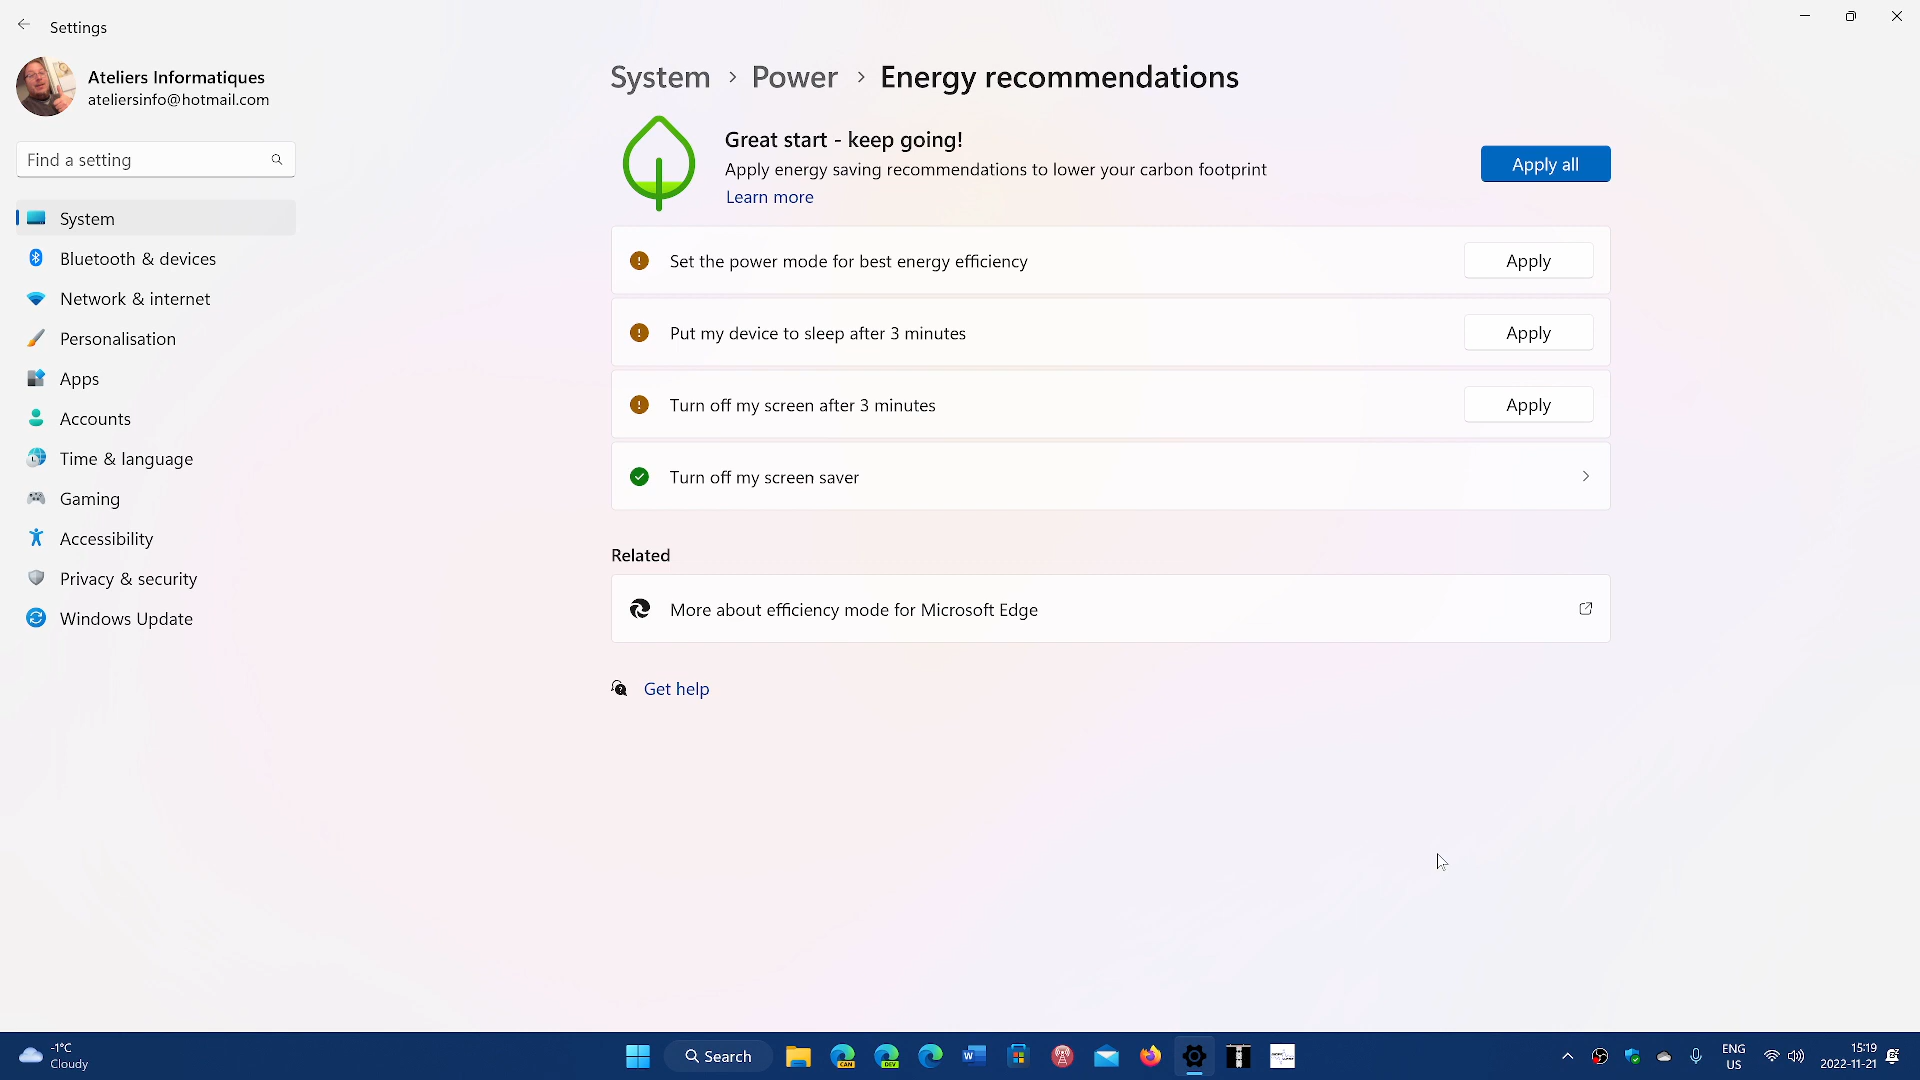 Settings
Ateliers Informatiques
ateliersinfo@hotmail.com
Find a setting
System
Bluetooth & devices
Network & internet
Personalisation
Apps
Accounts
Time & language
Gaming
Accessibility
Privacy & security
Windows Update
System > Power > Energy recommendations
Great start - keep going!
Apply energy saving recommendations to lower your carbon footprint
Learn more
Apply all
Set the power mode for best energy efficiency
Apply
Put my device to sleep after 3 minutes
Apply
Turn off my screen after 3 minutes
Apply
Turn off my screen saver
Related
More about efficiency mode for Microsoft Edge
Get help
-1°C
Cloudy
Search
CAN
DEV
W
ENG
US
15:19
2022-11-21